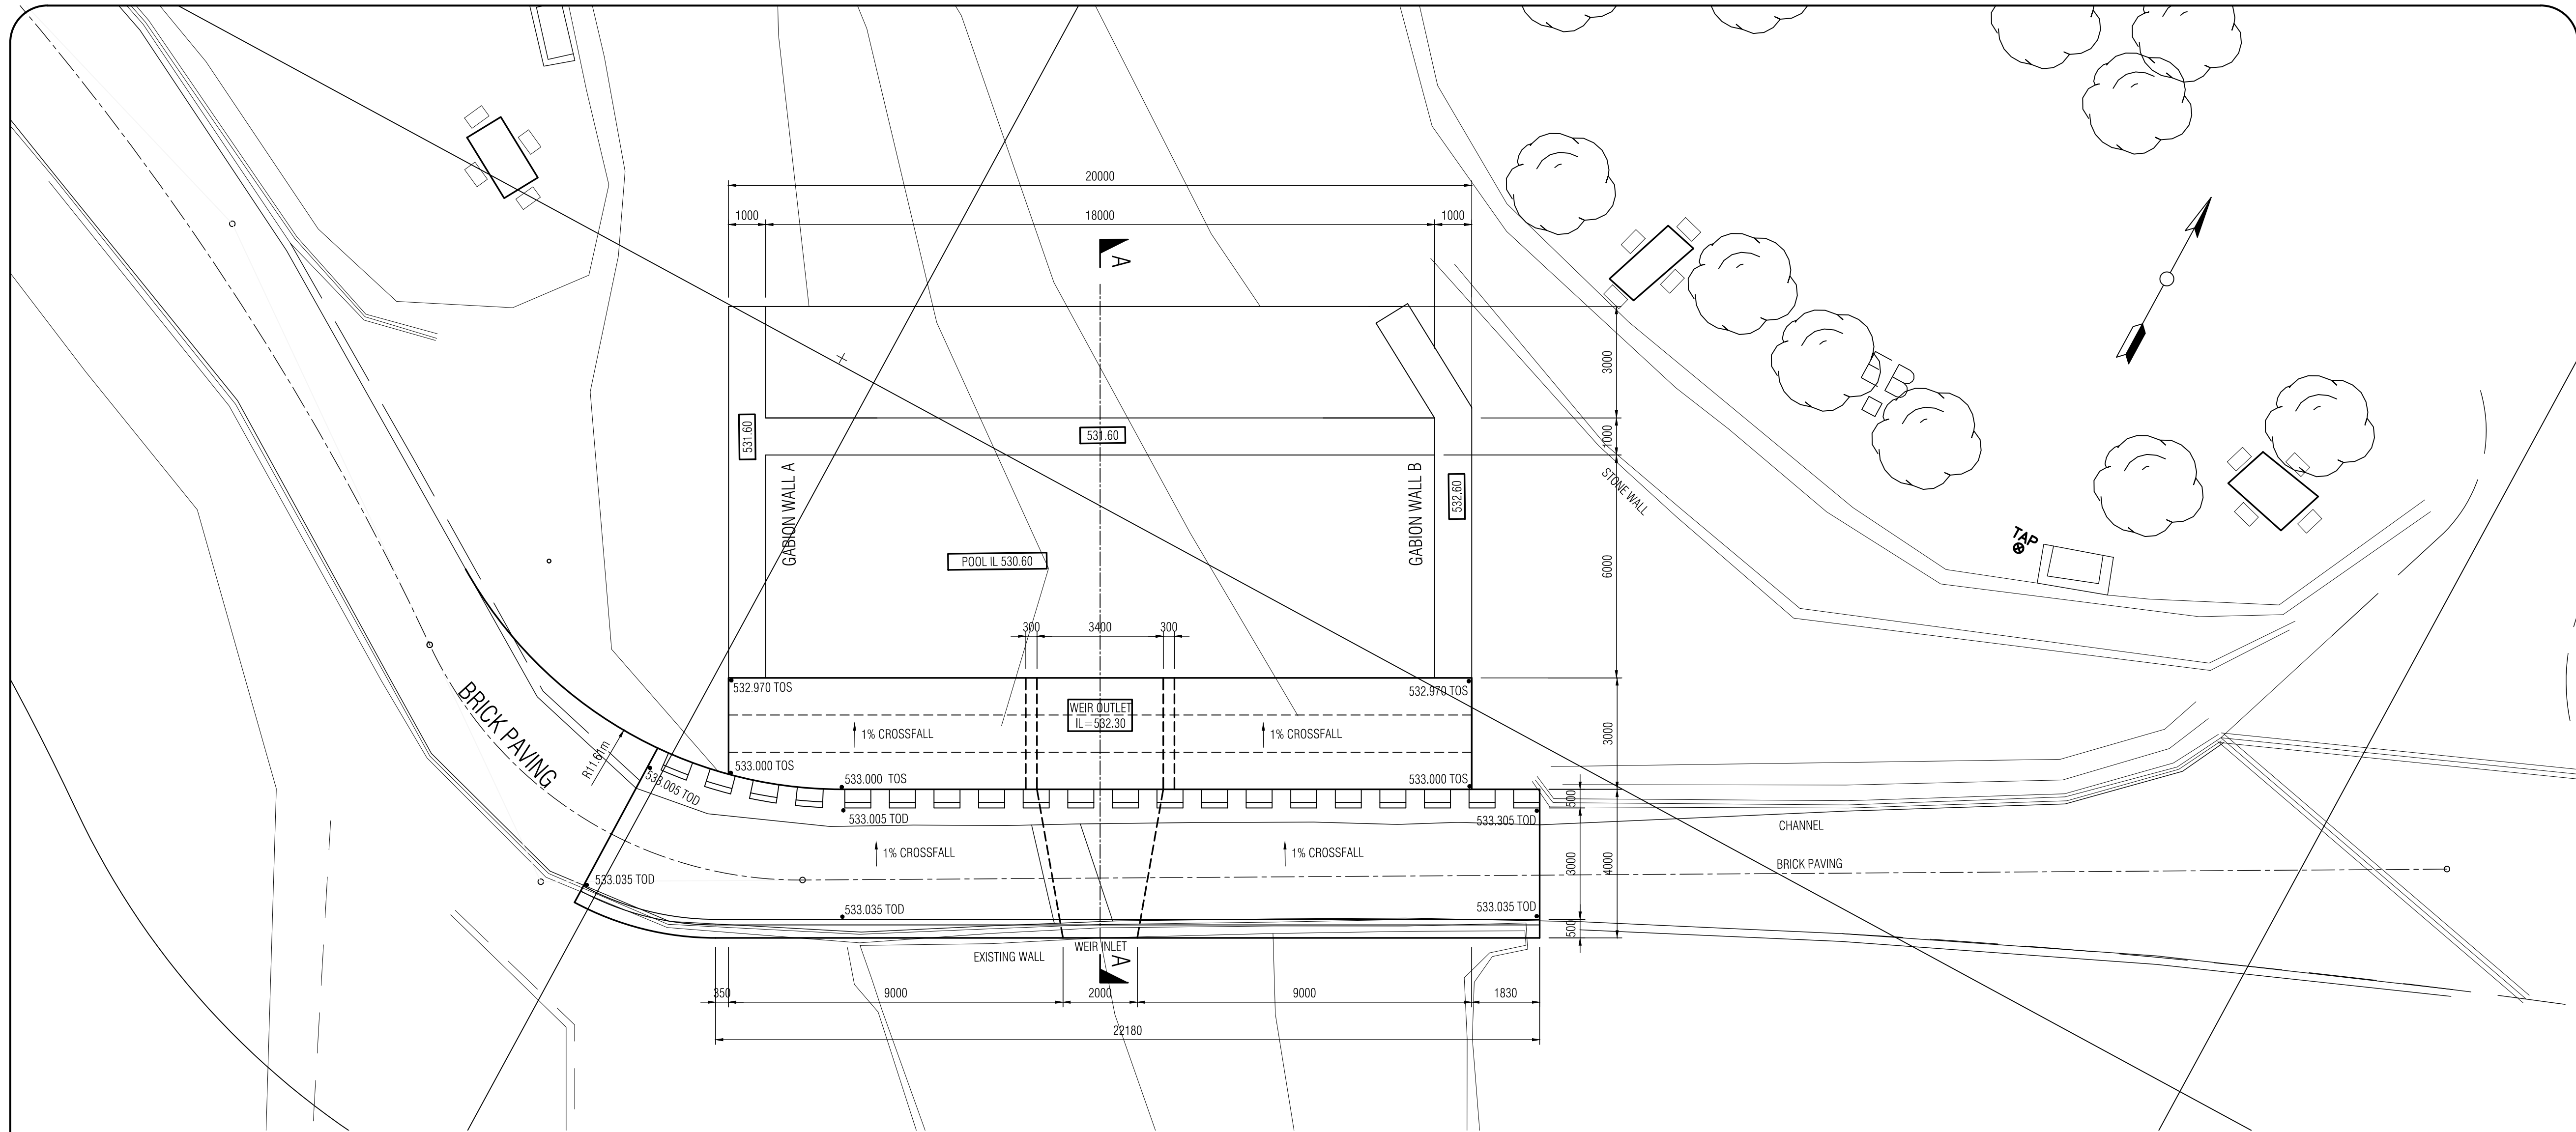 20000
1000
18000
1000
A
3000
531.60
531.60
1000
GABION WALL A
GABION WALL B
532.60
STONE WALL
JB
TAP
POOL IL 530.60
6000
300
3400
300
BRICK PAVING
532.970 TOS
532.970 TOS
WEIR OUTLET
IL=532.30
1% CROSSFALL
1% CROSSFALL
3000
R11.61m
533.000 TOS
533.005 TOD
533.000 TOS
533.000 TOS
500
533.005 TOD
533.305 TOD
CHANNEL
1% CROSSFALL
1% CROSSFALL
3000
4000
BRICK PAVING
533.035 TOD
533.035 TOD
533.035 TOD
500
WEIR INLET
EXISTING WALL
A
350
9000
2000
9000
1830
22180